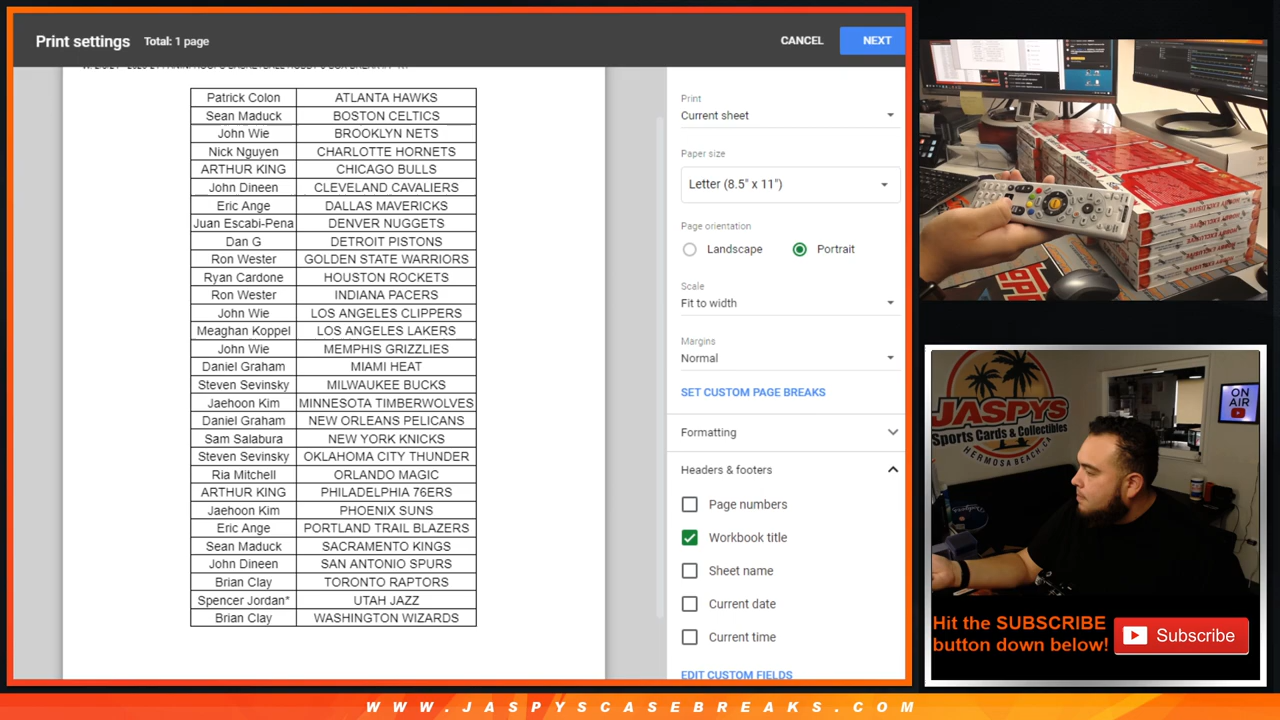 Print settings Total: 1 page CANCEL NEXT
Patrick Colon ATLANTA HAWKS
Sean Maduck BOSTON CELTICS
John Wie BROOKLYN NETS
Nick Nguyen CHARLOTTE HORNETS
ARTHUR KING CHICAGO BULLS
John Dineen CLEVELAND CAVALIERS
Eric Ange DALLAS MAVERICKS
Juan Escabi-Pena DENVER NUGGETS
Dan G DETROIT PISTONS
Ron Wester GOLDEN STATE WARRIORS
Ryan Cardone HOUSTON ROCKETS
Ron Wester INDIANA PACERS
John Wie LOS ANGELES CLIPPERS
Meaghan Koppel LOS ANGELES LAKERS
John Wie MEMPHIS GRIZZLIES
Daniel Graham MIAMI HEAT
Steven Sevinsky MILWAUKEE BUCKS
Jaehoon Kim MINNESOTA TIMBERWOLVES
Daniel Graham NEW ORLEANS PELICANS
Sam Salabura NEW YORK KNICKS
Steven Sevinsky OKLAHOMA CITY THUNDER
Ria Mitchell ORLANDO MAGIC
ARTHUR KING PHILADELPHIA 76ERS
Jaehoon Kim PHOENIX SUNS
Eric Ange PORTLAND TRAIL BLAZERS
Sean Maduck SACRAMENTO KINGS
John Dineen SAN ANTONIO SPURS
Brian Clay TORONTO RAPTORS
Spencer Jordan* UTAH JAZZ
Brian Clay WASHINGTON WIZARDS
Print
Current sheet
Paper size
Letter (8.5" x 11")
Page orientation
Landscape Portrait
Scale
Fit to width
Margins
Normal
SET CUSTOM PAGE BREAKS
Formatting
Headers & footers
Page numbers
Workbook title
Sheet name
Current date
Current time
EDIT CUSTOM FIELDS
JASPYS
Sports Cards & Collectibles
HERMOSA BEACH, CA
ON
AIR
Hit the SUBSCRIBE
button down below!
Subscribe
WWW.JASPYSCASEBREAKS.COM